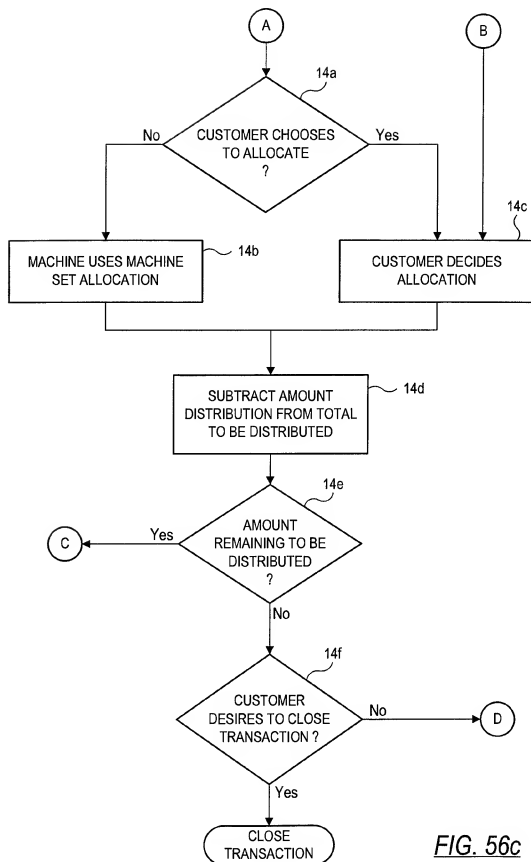 A
B
14a
CUSTOMER CHOOSES
TO ALLOCATE
?
No
Yes
14b
14c
MACHINE USES MACHINE
SET ALLOCATION
CUSTOMER DECIDES
ALLOCATION
14d
SUBTRACT AMOUNT
DISTRIBUTION FROM TOTAL
TO BE DISTRIBUTED
14e
AMOUNT
REMAINING TO BE
DISTRIBUTED
?
Yes
C
No
14f
CUSTOMER
DESIRES TO CLOSE
TRANSACTION ?
No
D
Yes
CLOSE
TRANSACTION
FIG. 56c